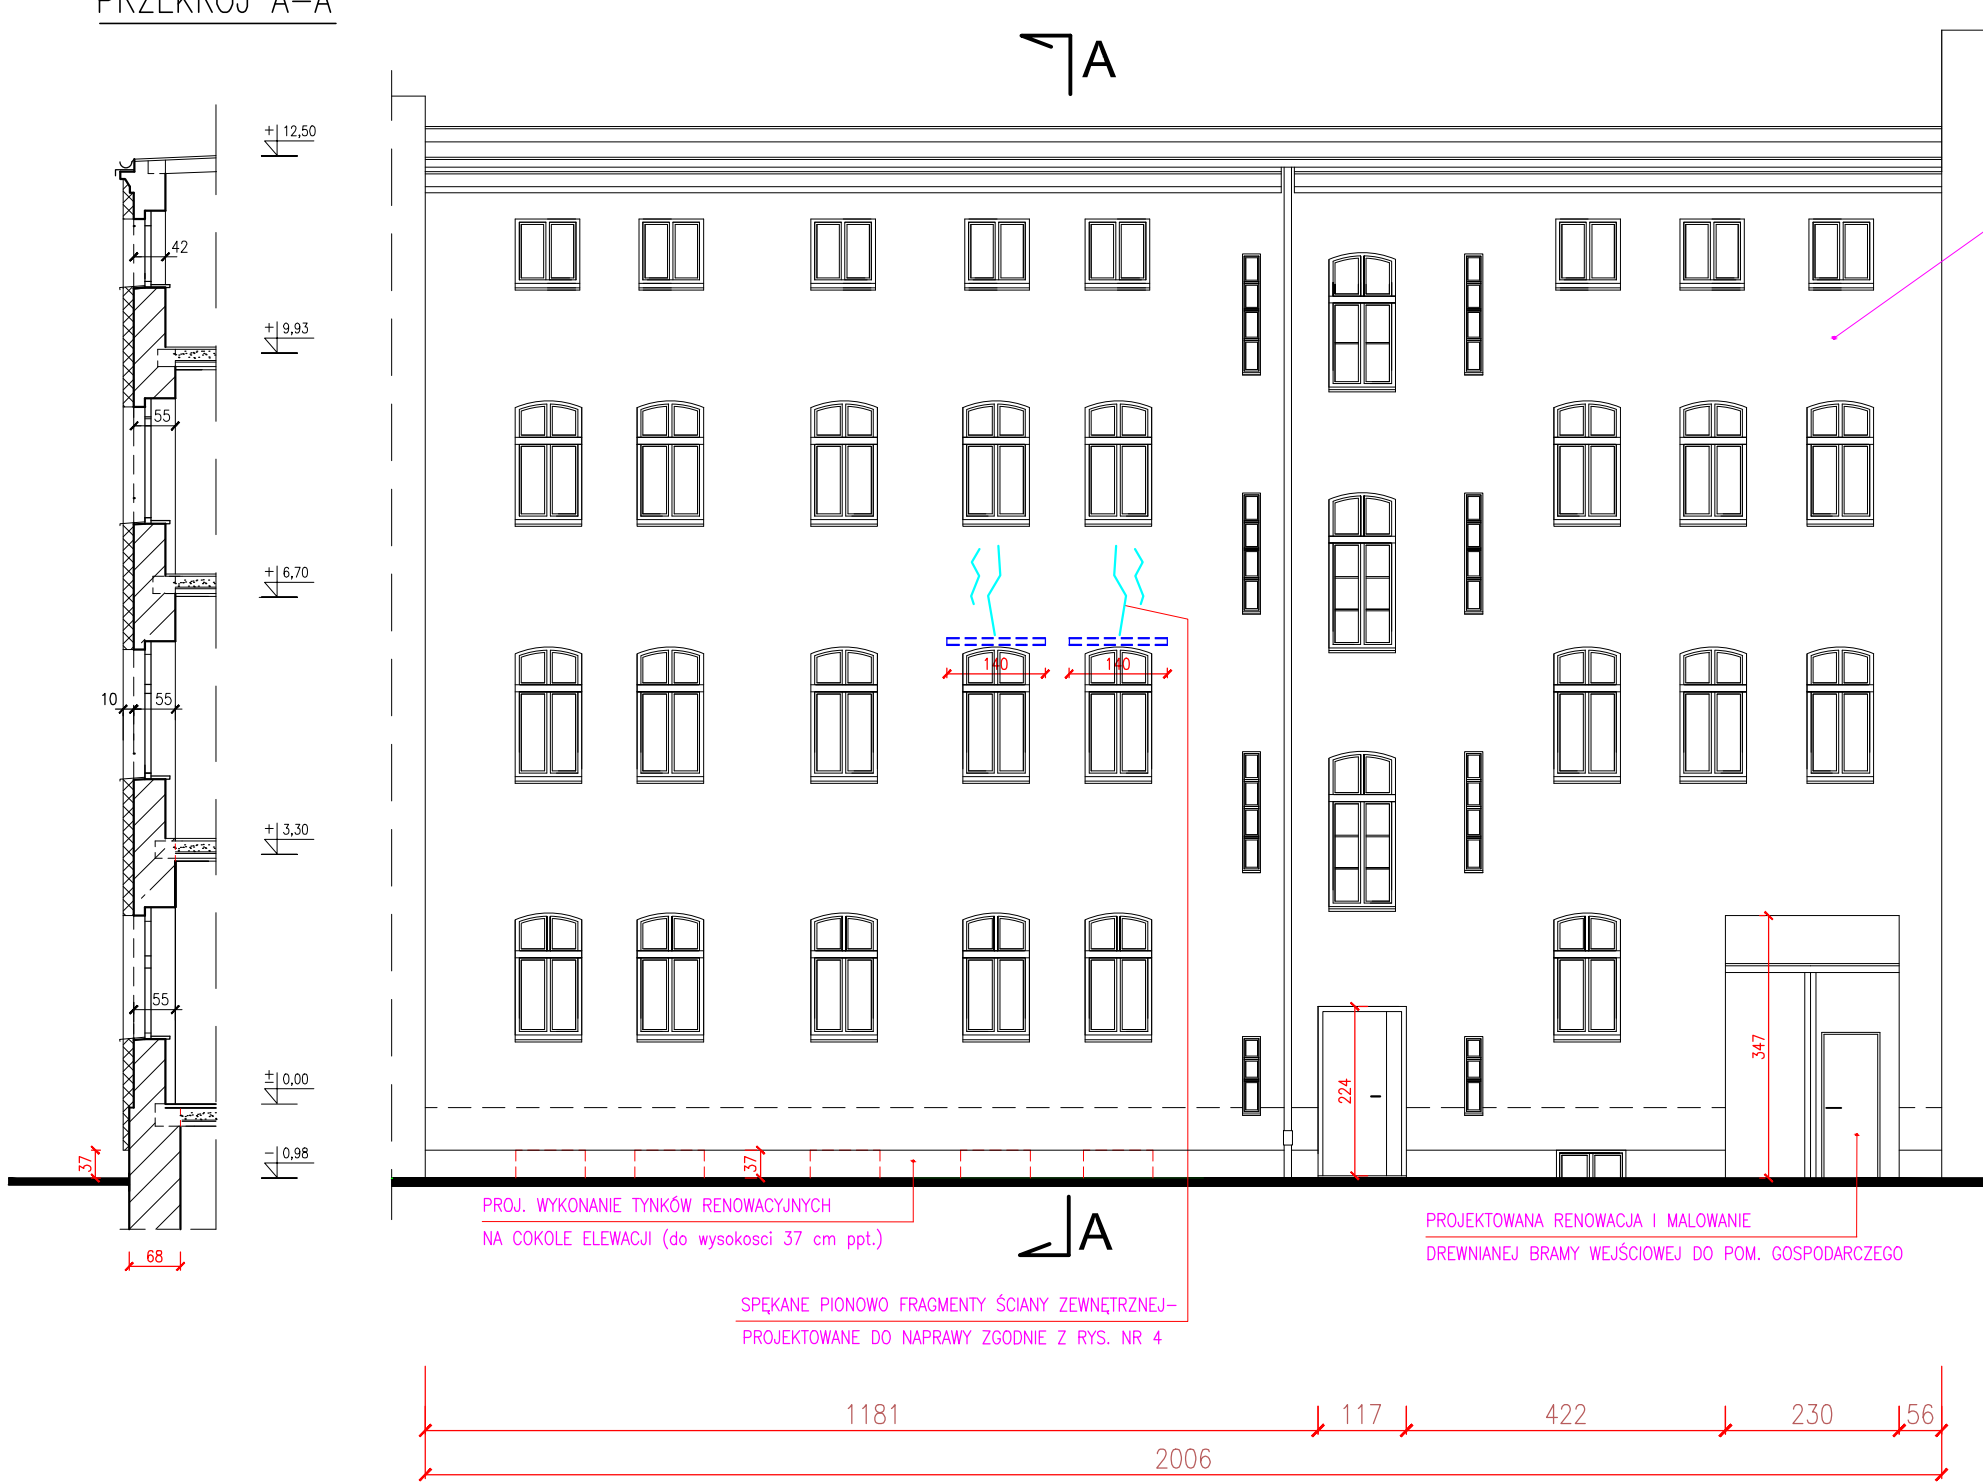 PRZEKRÓJ A–A
A
+ 12,50
42
+ 9,93
55
+ 6,70
140
140
10
55
+ 3,30
55
347
± 0,00
224
− 0,98
37
37
PROJ. WYKONANIE TYNKÓW RENOWACYJNYCH
NA COKOLE ELEWACJI (do wysokosci 37 cm ppt.)
A
PROJEKTOWANA RENOWACJA I MALOWANIE
DREWNIANEJ BRAMY WEJŚCIOWEJ DO POM. GOSPODARCZEGO
68
SPĘKANE PIONOWO FRAGMENTY ŚCIANY ZEWNĘTRZNEJ–
PROJEKTOWANE DO NAPRAWY ZGODNIE Z RYS. NR 4
1181 117 422 230 56
2006